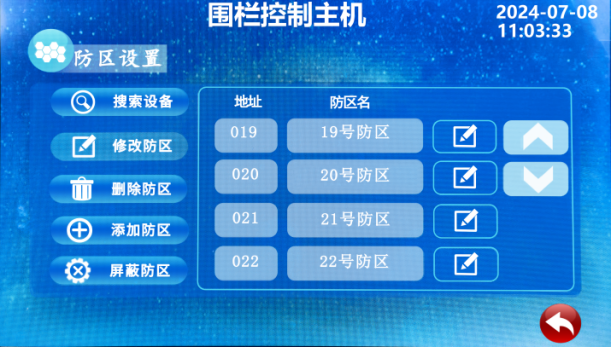 围栏控制主机
2024-07-08
11:03:33
防区设置
搜索设备
修改防区
删除防区
添加防区
屏蔽防区
地址 防区名
019 19号防区
020 20号防区
021 21号防区
022 22号防区